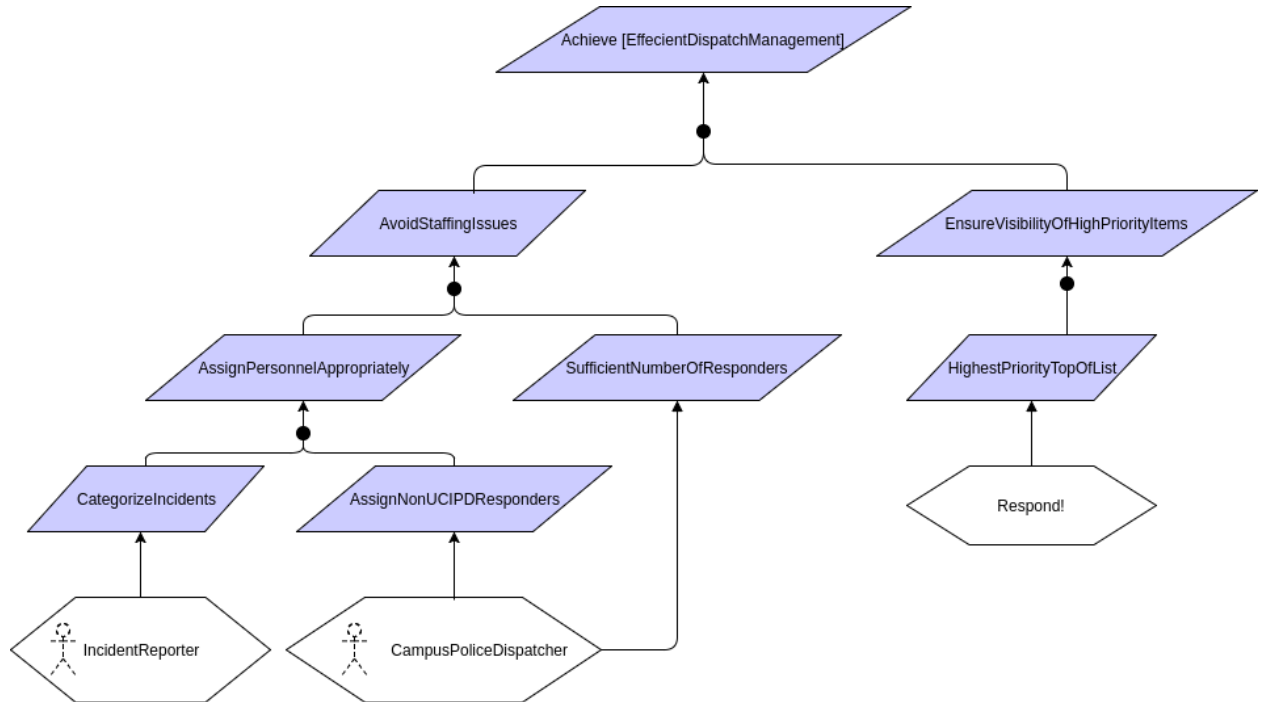 Achieve [EffecientDispatchManagement]
AvoidStaffingIssues
EnsureVisibilityOfHighPriorityItems
AssignPersonnelAppropriately
SufficientNumberOfResponders
HighestPriorityTopOfList
CategorizeIncidents
AssignNonUCIPDResponders
Respond!
IncidentReporter
CampusPoliceDispatcher